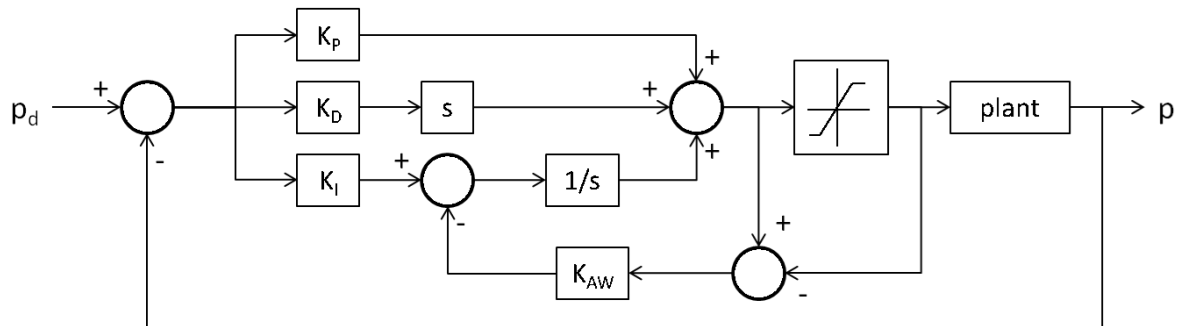 K_P
+
+
+
p_d
K_D
s
plant
p
-
+
+
K_I
1/s
-
+
K_AW
-